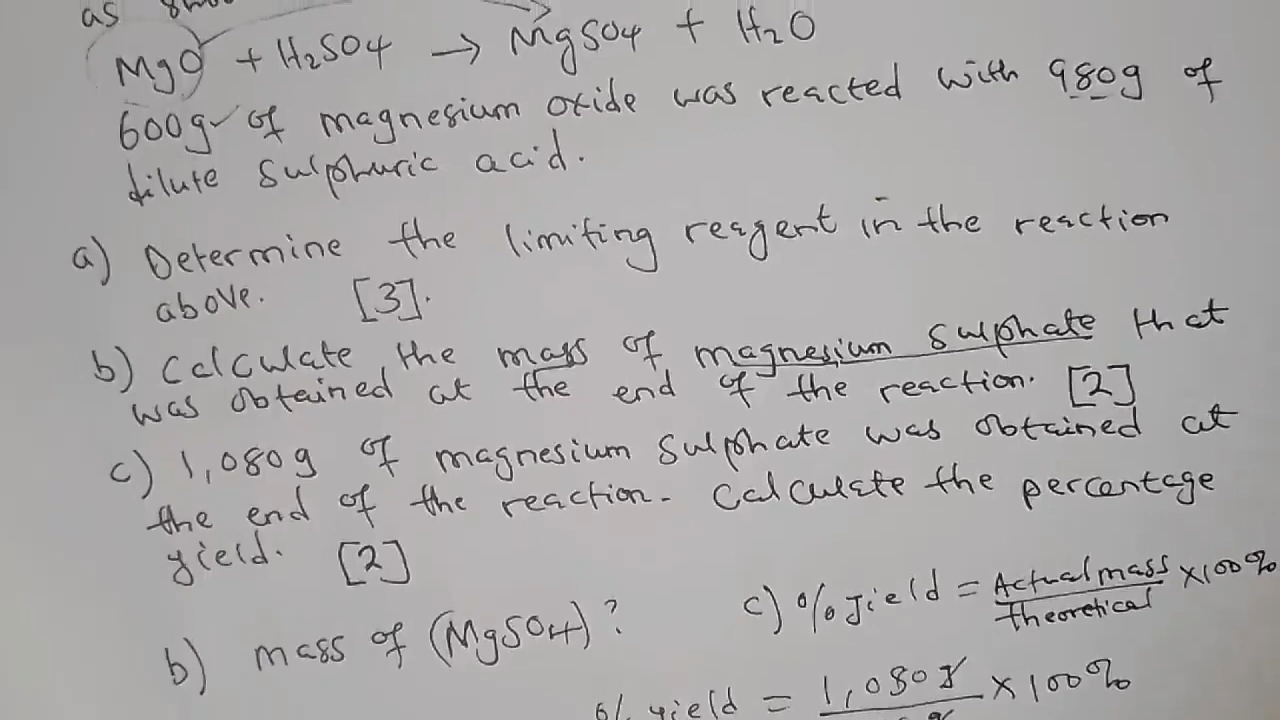 as
MgO + H2SO4 → MgSO4 + H2O
600g of magnesium oxide was reacted with 980g of
dilute sulphuric acid.
a) Determine the limiting reagent in the reaction
above. [3].
b) Calculate the mass of magnesium sulphate that
was obtained at the end of the reaction. [2]
c) 1,080g of magnesium sulphate was obtained at
the end of the reaction. Calculate the percentage
yield. [2]
b) mass of (MgSO4)?
c) % Yield = Actual mass / Theoretical × 100%
% yield = 1,080g × 100%